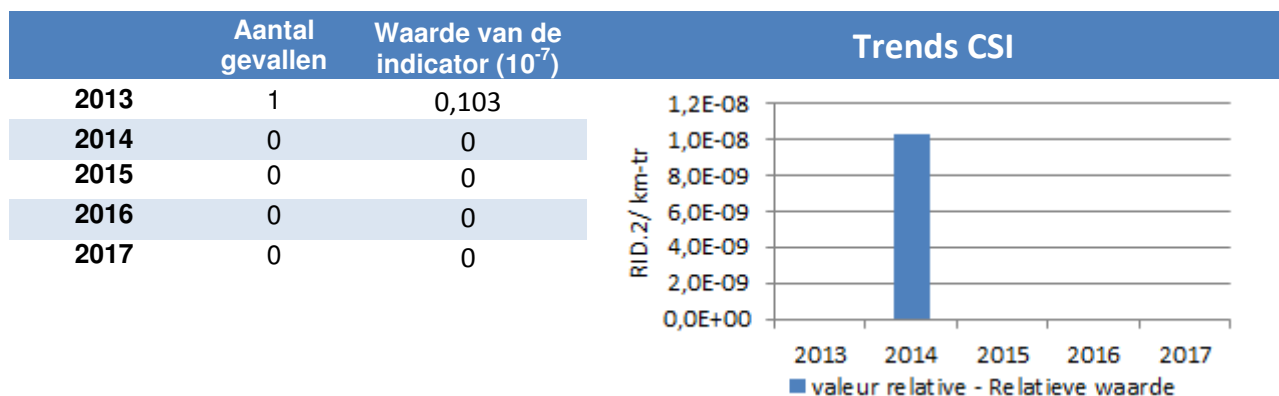 Aantal gevallen Waarde van de indicator (10⁻⁷) Trends CSI
2013 1 0,103
2014 0 0
2015 0 0
2016 0 0
2017 0 0
RID.2/ km-tr
1,2E-08
1,0E-08
8,0E-09
6,0E-09
4,0E-09
2,0E-09
0,0E+00
2013 2014 2015 2016 2017
valeur relative - Relatieve waarde